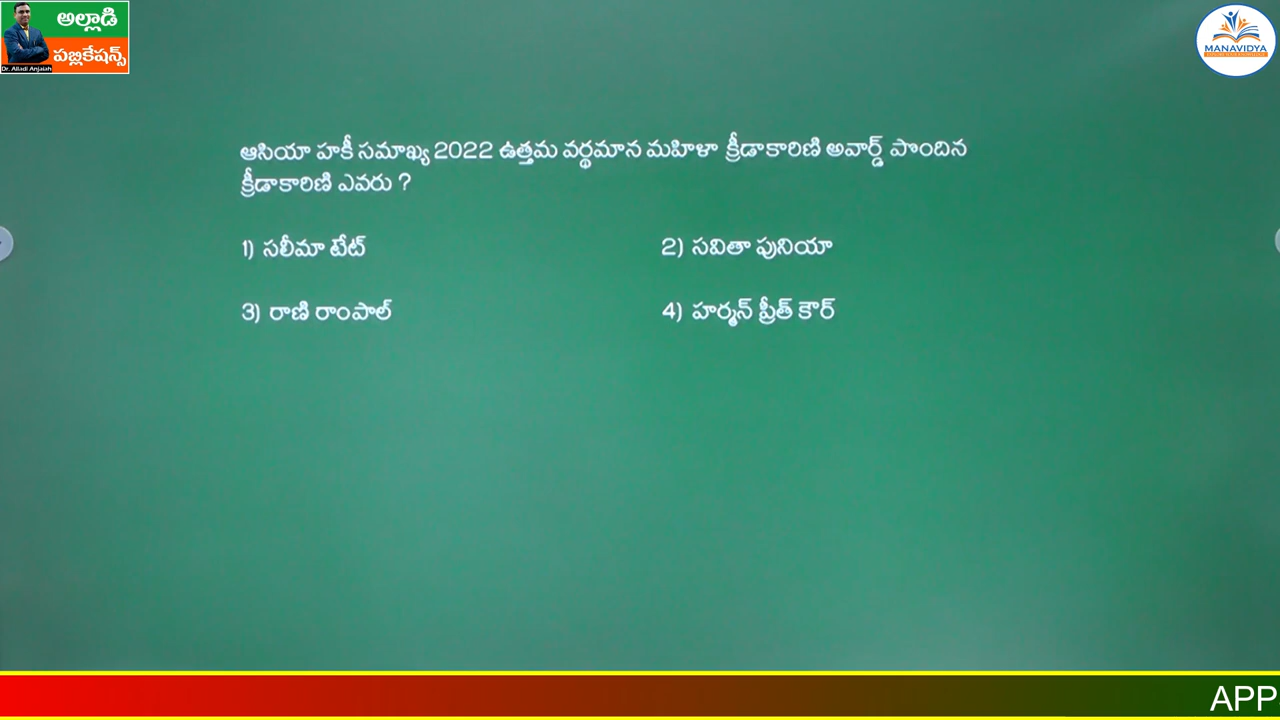 అల్లాడి
పబ్లికేషన్స్
Dr. Alladi Anjaiah
MANAVIDYA
ఆసియా హకీ సమాఖ్య 2022 ఉత్తమ వర్థమాన మహిళా క్రీడాకారిణి అవార్డ్ పొందిన
క్రీడాకారిణి ఎవరు ?
1) సలీమా టేట్
2) సవితా పునియా
3) రాణి రాంపాల్
4) హర్మన్ ప్రీత్ కౌర్
APP